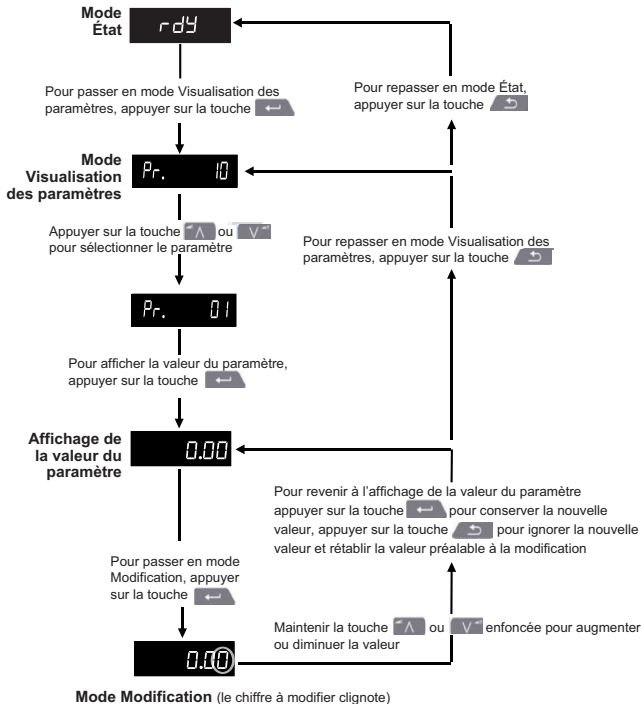 Mode
État
rdY
Pour passer en mode Visualisation des
paramètres, appuyer sur la touche
Pour repasser en mode État,
appuyer sur la touche
Mode
Visualisation
des paramètres
Pr. 10
Appuyer sur la touche ou
pour sélectionner le paramètre
Pour repasser en mode Visualisation des
paramètres, appuyer sur la touche
Pr. 01
Pour afficher la valeur du paramètre,
appuyer sur la touche
Affichage de
la valeur du
paramètre
0.00
Pour revenir à l'affichage de la valeur du paramètre
appuyer sur la touche pour conserver la nouvelle
valeur, appuyer sur la touche pour ignorer la nouvelle
valeur et rétablir la valeur préalable à la modification
Pour passer en mode
Modification, appuyer
sur la touche
Maintenir la touche ou enfoncée pour augmenter
ou diminuer la valeur
0.00
Mode Modification (le chiffre à modifier clignote)